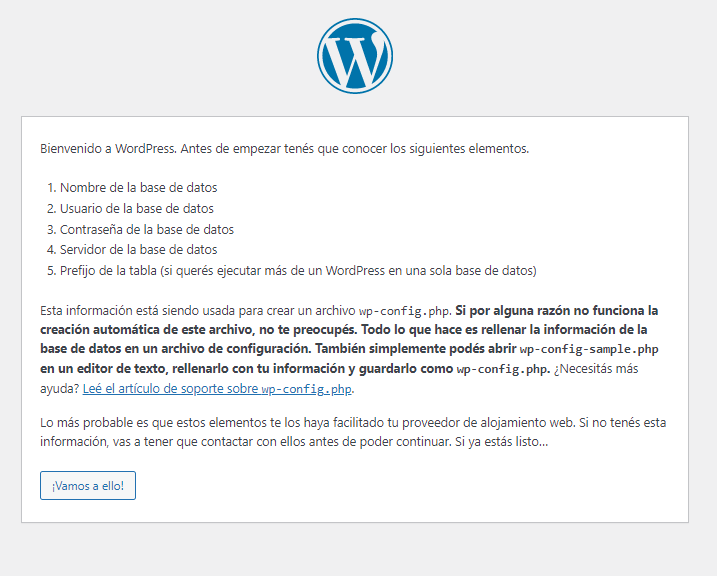 Bienvenido a WordPress. Antes de empezar tenés que conocer los siguientes elementos.
1. Nombre de la base de datos
2. Usuario de la base de datos
3. Contraseña de la base de datos
4. Servidor de la base de datos
5. Prefijo de la tabla (si querés ejecutar más de un WordPress en una sola base de datos)
Esta información está siendo usada para crear un archivo wp-config.php. Si por alguna razón no funciona la
creación automática de este archivo, no te preocupés. Todo lo que hace es rellenar la información de la
base de datos en un archivo de configuración. También simplemente podés abrir wp-config-sample.php
en un editor de texto, rellenarlo con tu información y guardarlo como wp-config.php. ¿Necesitás más
ayuda? Leé el artículo de soporte sobre wp-config.php.
Lo más probable es que estos elementos te los haya facilitado tu proveedor de alojamiento web. Si no tenés esta
información, vas a tener que contactar con ellos antes de poder continuar. Si ya estás listo...
¡Vamos a ello!